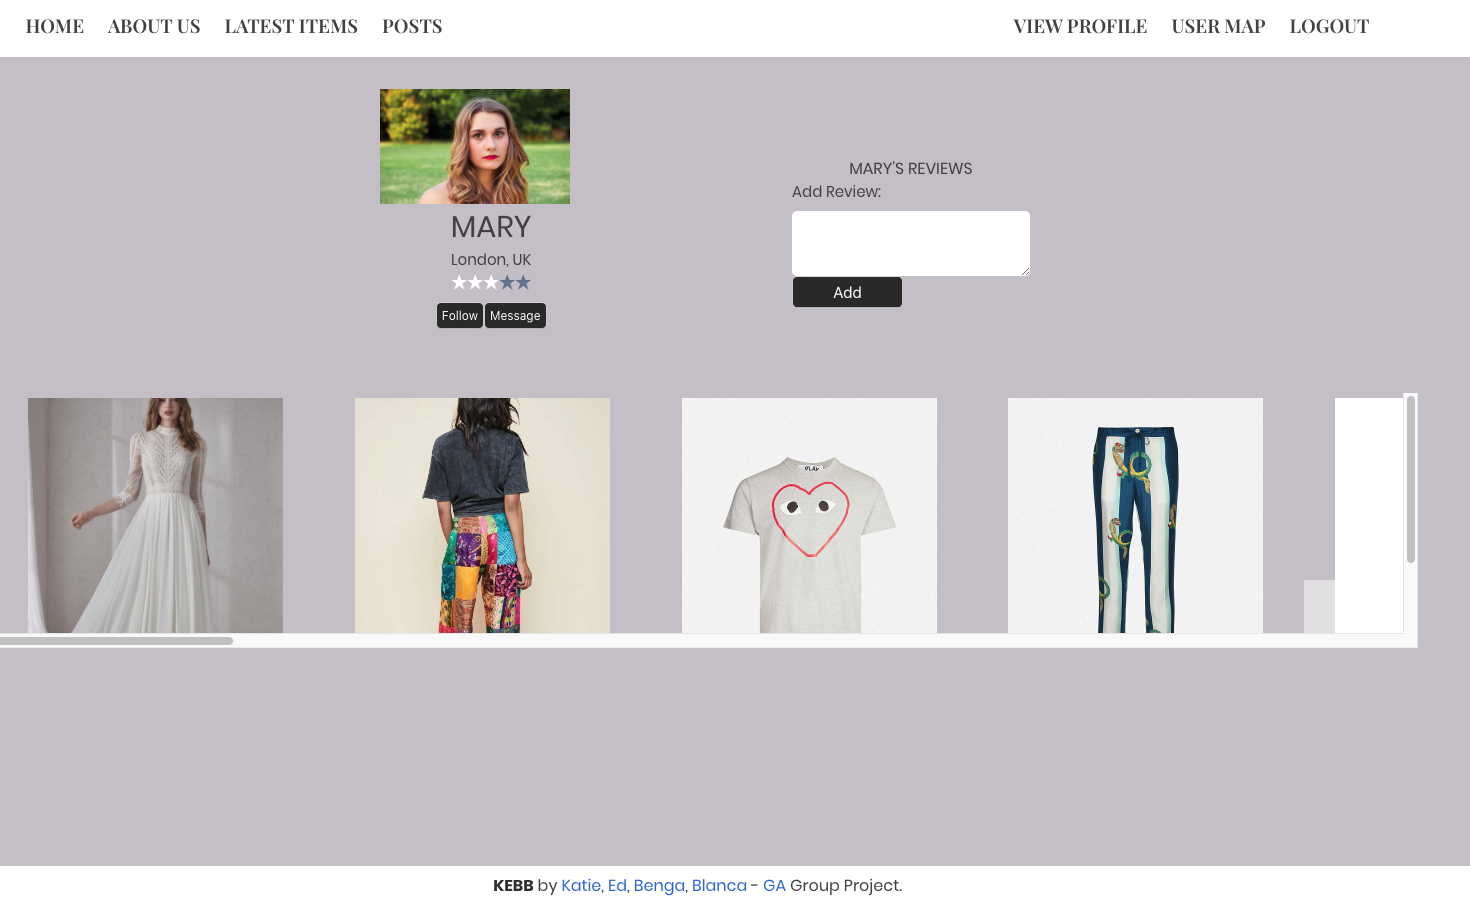 HOME ABOUT US LATEST ITEMS POSTS VIEW PROFILE USER MAP LOGOUT
MARY
London, UK
Follow Message
MARY'S REVIEWS
Add Review:
Add
PLAY
KEBB by Katie, Ed, Benga, Blanca - GA Group Project.